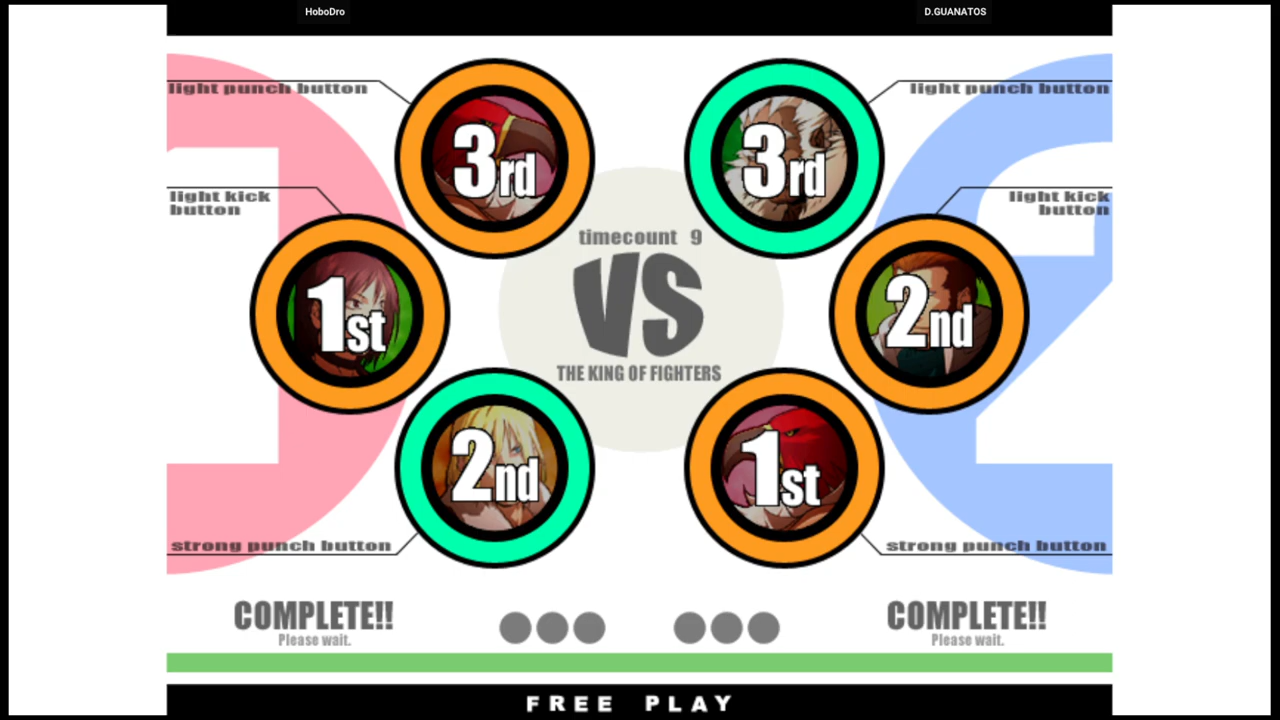 HoboDro
D.GUANATOS
light punch button
light punch button
3rd
3rd
light kick
button
light kick
button
timecount 9
VS
THE KING OF FIGHTERS
1st
2nd
2nd
1st
strong punch button
strong punch button
COMPLETE!!
Please wait.
COMPLETE!!
Please wait.
FREE PLAY